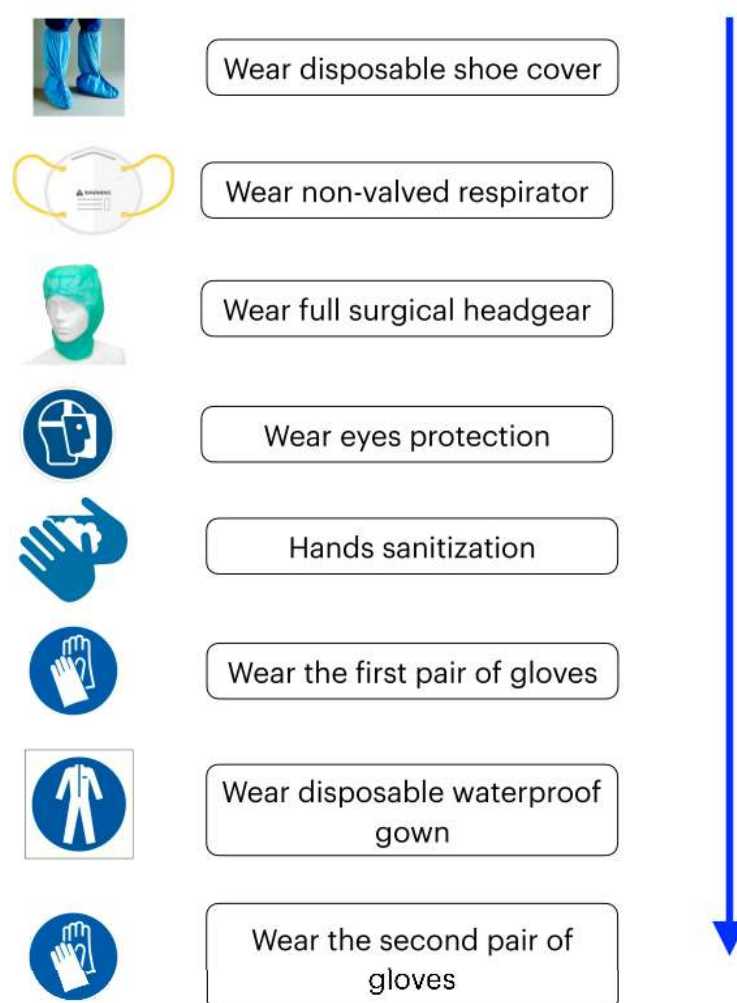 Wear disposable shoe cover
WARNING
Wear non-valved respirator
Wear full surgical headgear
Wear eyes protection
Hands sanitization
Wear the first pair of gloves
Wear disposable waterproof
gown
Wear the second pair of
gloves